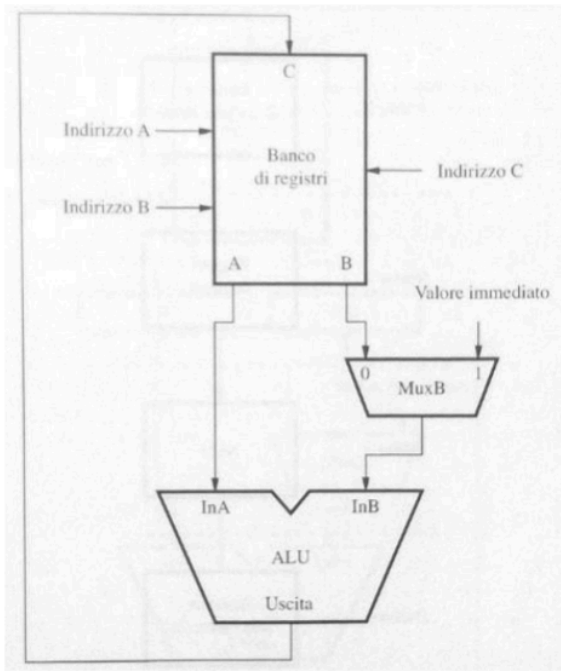 C
Indirizzo A
Banco
di registri
Indirizzo C
Indirizzo B
A
B
Valore immediato
0
1
MuxB
InA
InB
ALU
Uscita